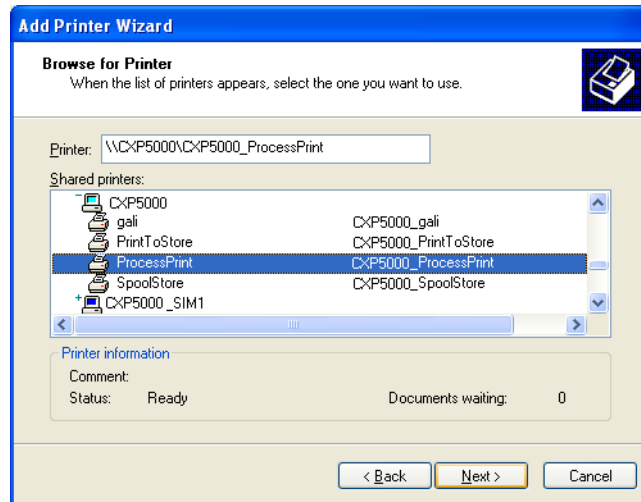 Add Printer Wizard
Browse for Printer
When the list of printers appears, select the one you want to use.
Printer: \\CXP5000\CXP5000_ProcessPrint
Shared printers:
CXP5000
gali CXP5000_gali
PrintToStore CXP5000_PrintToStore
ProcessPrint CXP5000_ProcessPrint
SpoolStore CXP5000_SpoolStore
CXP5000 _SIM1
Printer information
Comment:
Status: Ready Documents waiting: 0
< Back Next > Cancel